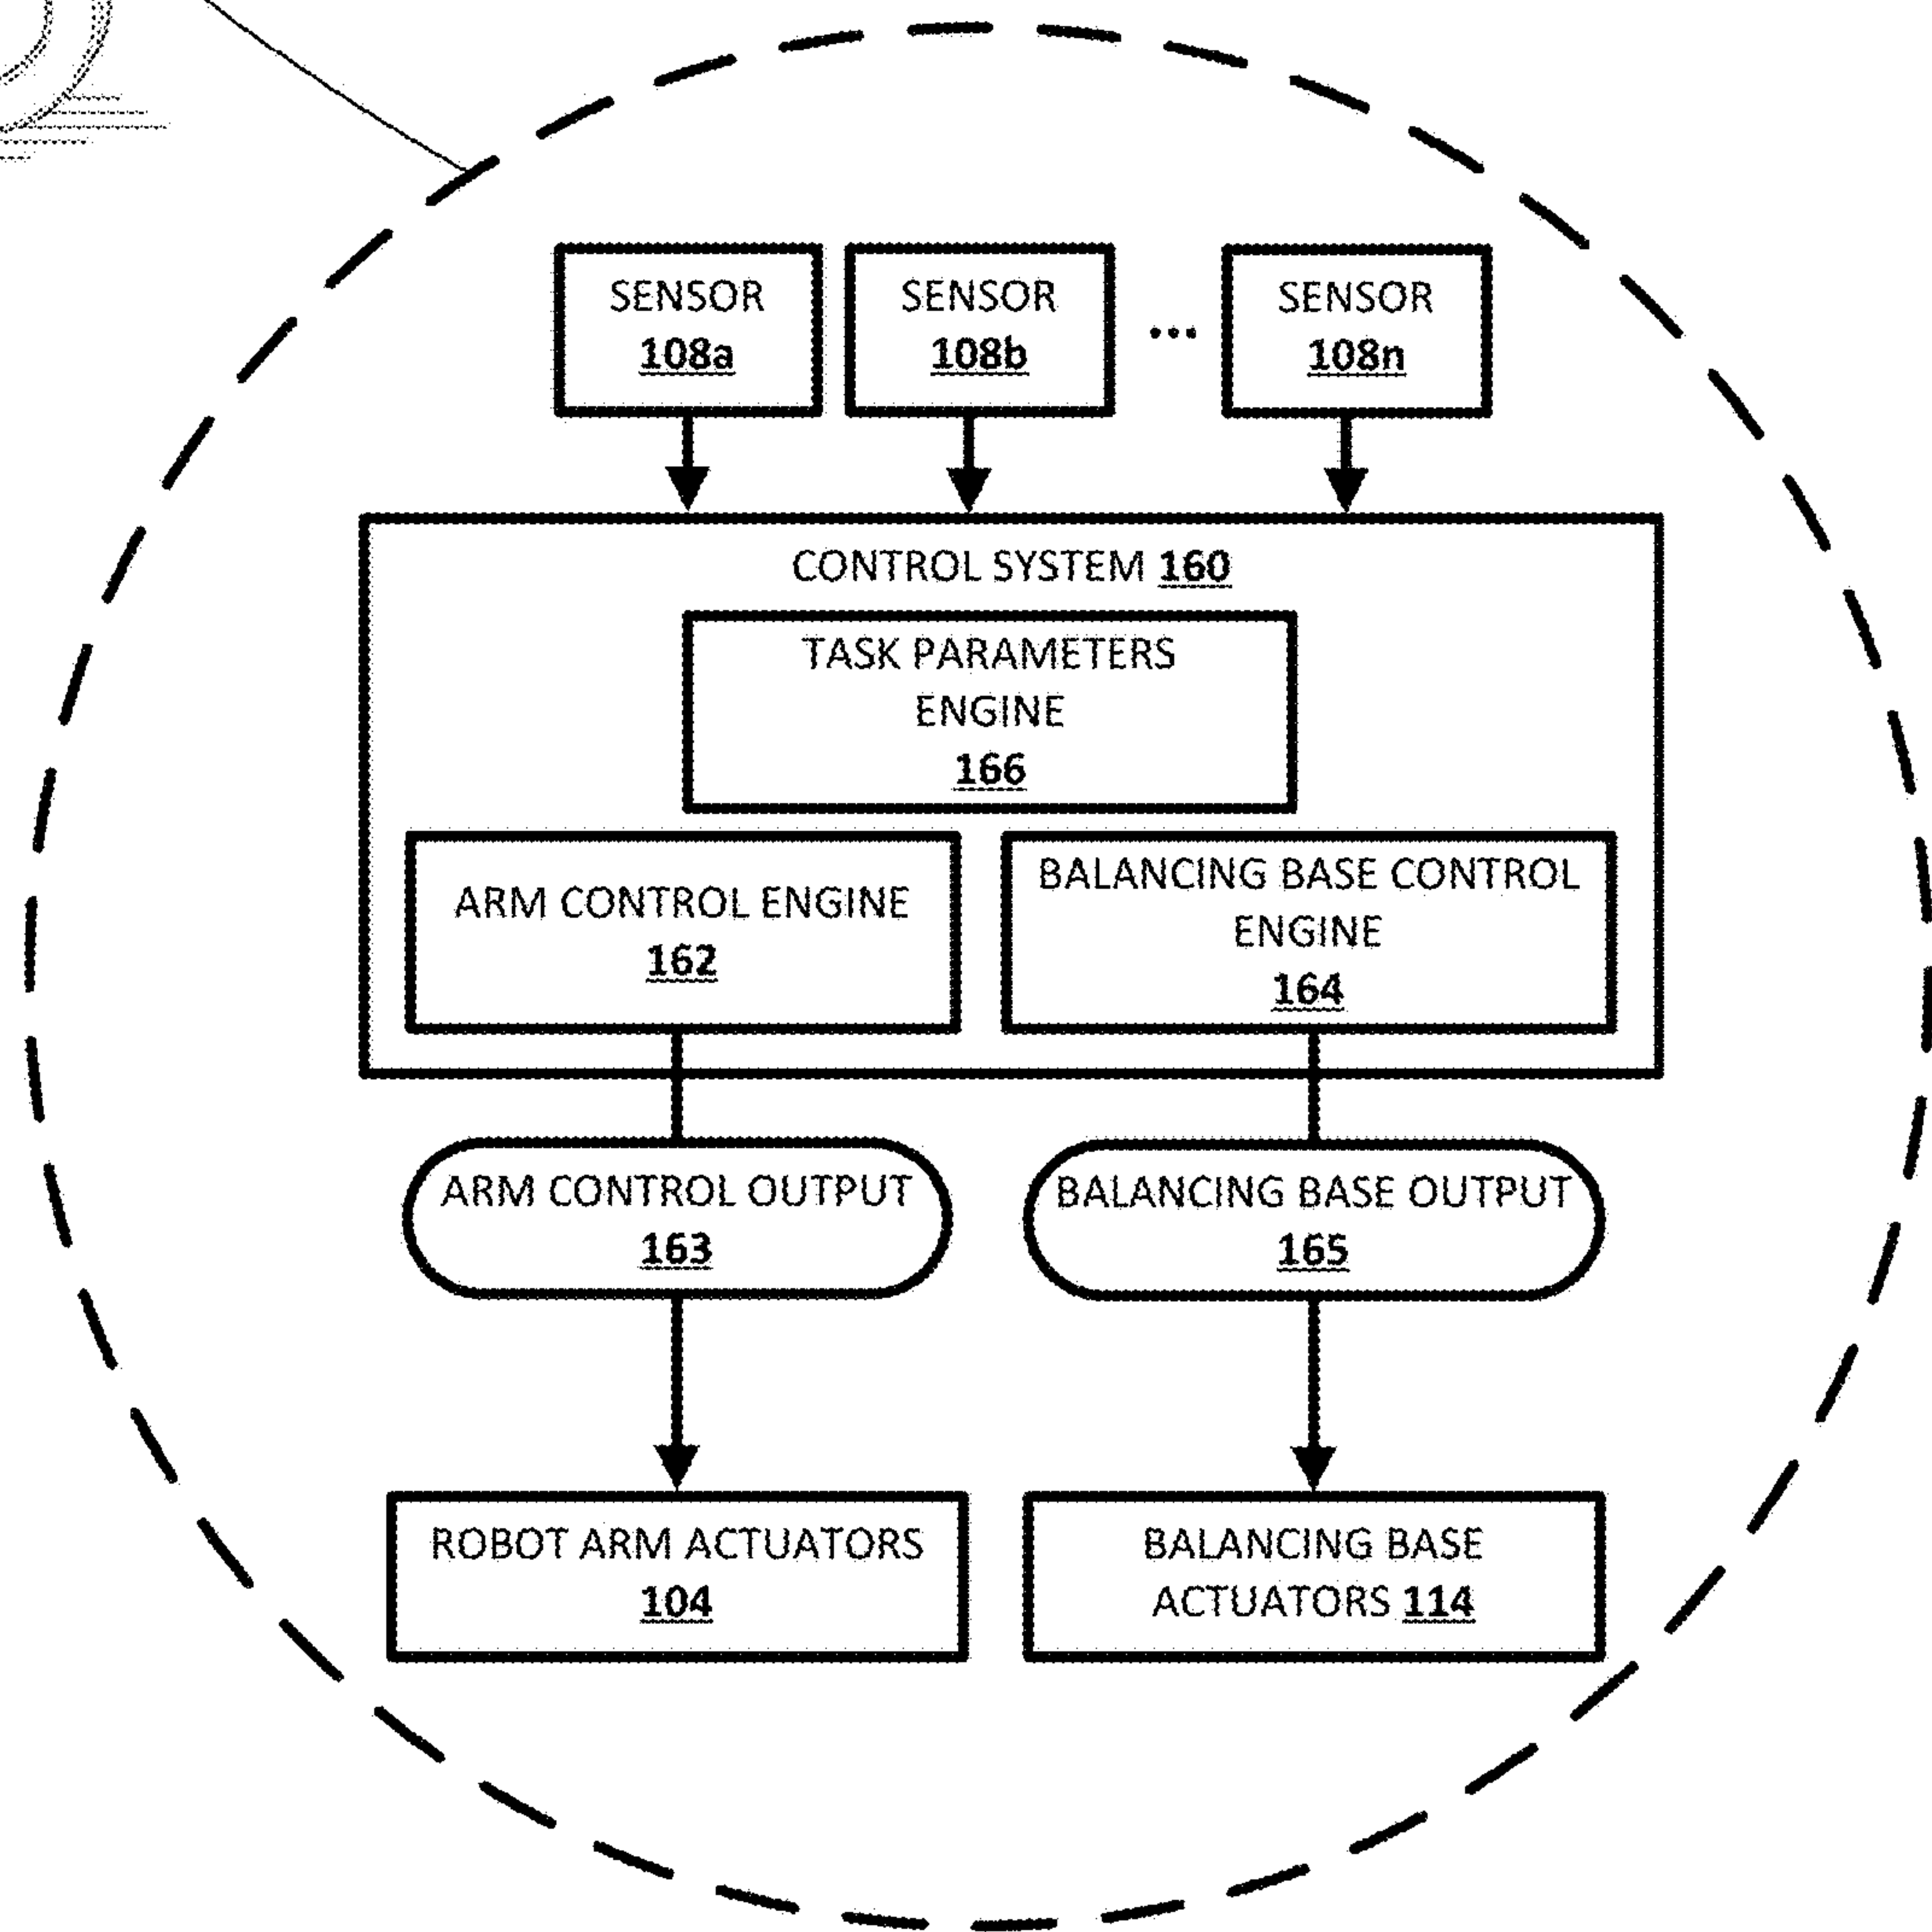 SENSOR
108a
SENSOR
108b
...
SENSOR
108n
CONTROL SYSTEM 160
TASK PARAMETERS
ENGINE
166
ARM CONTROL ENGINE
162
BALANCING BASE CONTROL
ENGINE
164
ARM CONTROL OUTPUT
163
BALANCING BASE OUTPUT
165
ROBOT ARM ACTUATORS
104
BALANCING BASE
ACTUATORS 114